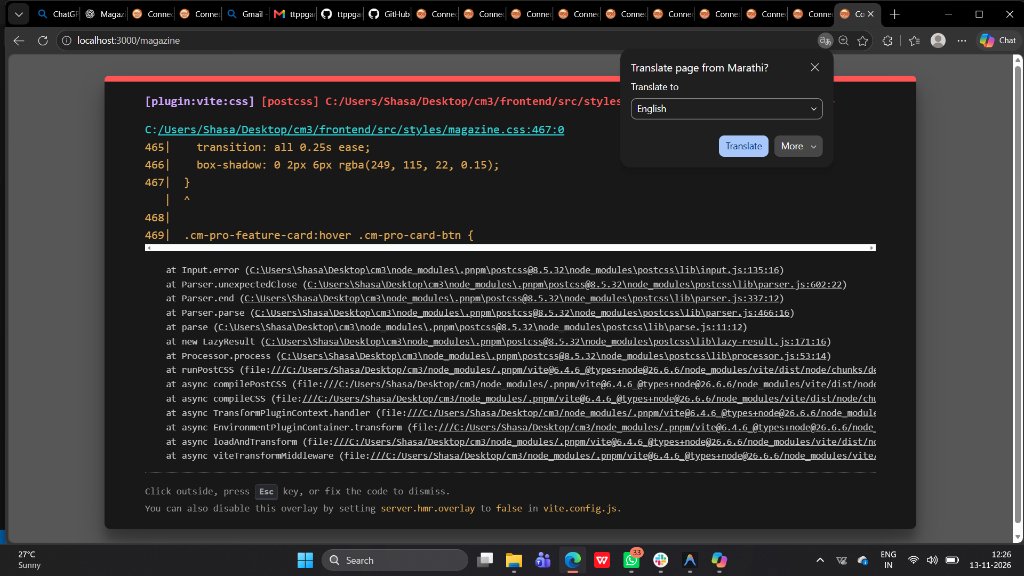 ChatGF
Magaz
Connec
Connec
Gmail -
ttppga
ttppga
GitHub
Connec
Connec
Connec
Connec
Connec
Connec
Connec
Connec
Connec
Co
localhost:3000/magazine
Chat
Translate page from Marathi?
Translate to
English
Translate
More
[plugin:vite:css] [postcss] C:/Users/Shasa/Desktop/cm3/frontend/src/styles
C:/Users/Shasa/Desktop/cm3/frontend/src/styles/magazine.css:467:0
465|    transition: all 0.25s ease;
466|    box-shadow: 0 2px 6px rgba(249, 115, 22, 0.15);
467|  }
|  ^
468|
469|  .cm-pro-feature-card:hover .cm-pro-card-btn {
at Input.error (C:\Users\Shasa\Desktop\cm3\node_modules\.pnpm\postcss@8.5.32\node_modules\postcss\lib\input.js:135:16)
at Parser.unexpectedClose (C:\Users\Shasa\Desktop\cm3\node_modules\.pnpm\postcss@8.5.32\node_modules\postcss\lib\parser.js:602:22)
at Parser.end (C:\Users\Shasa\Desktop\cm3\node_modules\.pnpm\postcss@8.5.32\node_modules\postcss\lib\parser.js:337:12)
at Parser.parse (C:\Users\Shasa\Desktop\cm3\node_modules\.pnpm\postcss@8.5.32\node_modules\postcss\lib\parser.js:466:16)
at parse (C:\Users\Shasa\Desktop\cm3\node_modules\.pnpm\postcss@8.5.32\node_modules\postcss\lib\parse.js:11:12)
at new LazyResult (C:\Users\Shasa\Desktop\cm3\node_modules\.pnpm\postcss@8.5.32\node_modules\postcss\lib\lazy-result.js:171:16)
at Processor.process (C:\Users\Shasa\Desktop\cm3\node_modules\.pnpm\postcss@8.5.32\node_modules\postcss\lib\processor.js:53:14)
at runPostCSS (file:///C:/Users/Shasa/Desktop/cm3/node_modules/.pnpm/vite@6.4.6_@types+node@26.6.6/node_modules/vite/dist/node/chunks/de
at async compilePostCSS (file:///C:/Users/Shasa/Desktop/cm3/node_modules/.pnpm/vite@6.4.6_@types+node@26.6.6/node_modules/vite/dist/node
at async compileCSS (file:///C:/Users/Shasa/Desktop/cm3/node_modules/.pnpm/vite@6.4.6_@types+node@26.6.6/node_modules/vite/dist/node/chu
at async TransformPluginContext.handler (file:///C:/Users/Shasa/Desktop/cm3/node_modules/.pnpm/vite@6.4.6_@types+node@26.6.6/node_module
at async EnvironmentPluginContainer.transform (file:///C:/Users/Shasa/Desktop/cm3/node_modules/.pnpm/vite@6.4.6_@types+node@26.6.6/node_
at async loadAndTransform (file:///C:/Users/Shasa/Desktop/cm3/node_modules/.pnpm/vite@6.4.6_@types+node@26.6.6/node_modules/vite/dist/no
at async viteTransformMiddleware (file:///C:/Users/Shasa/Desktop/cm3/node_modules/.pnpm/vite@6.4.6_@types+node@26.6.6/node_modules/vite/
Click outside, press Esc key, or fix the code to dismiss.
You can also disable this overlay by setting server.hmr.overlay to false in vite.config.js.
27°C
Sunny
Search
33
ENG
IN
12:26
13-11-2026